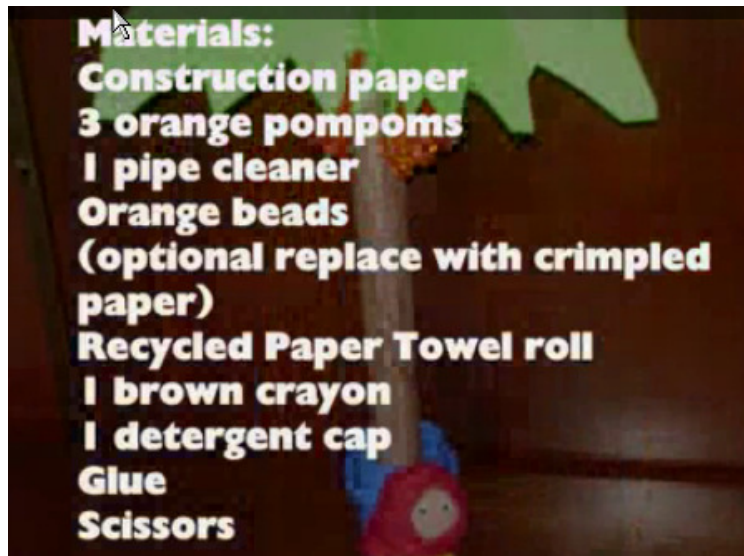 Materials:
Construction paper
3 orange pompoms
1 pipe cleaner
Orange beads
(optional replace with crimpled
paper)
Recycled Paper Towel roll
1 brown crayon
1 detergent cap
Glue
Scissors